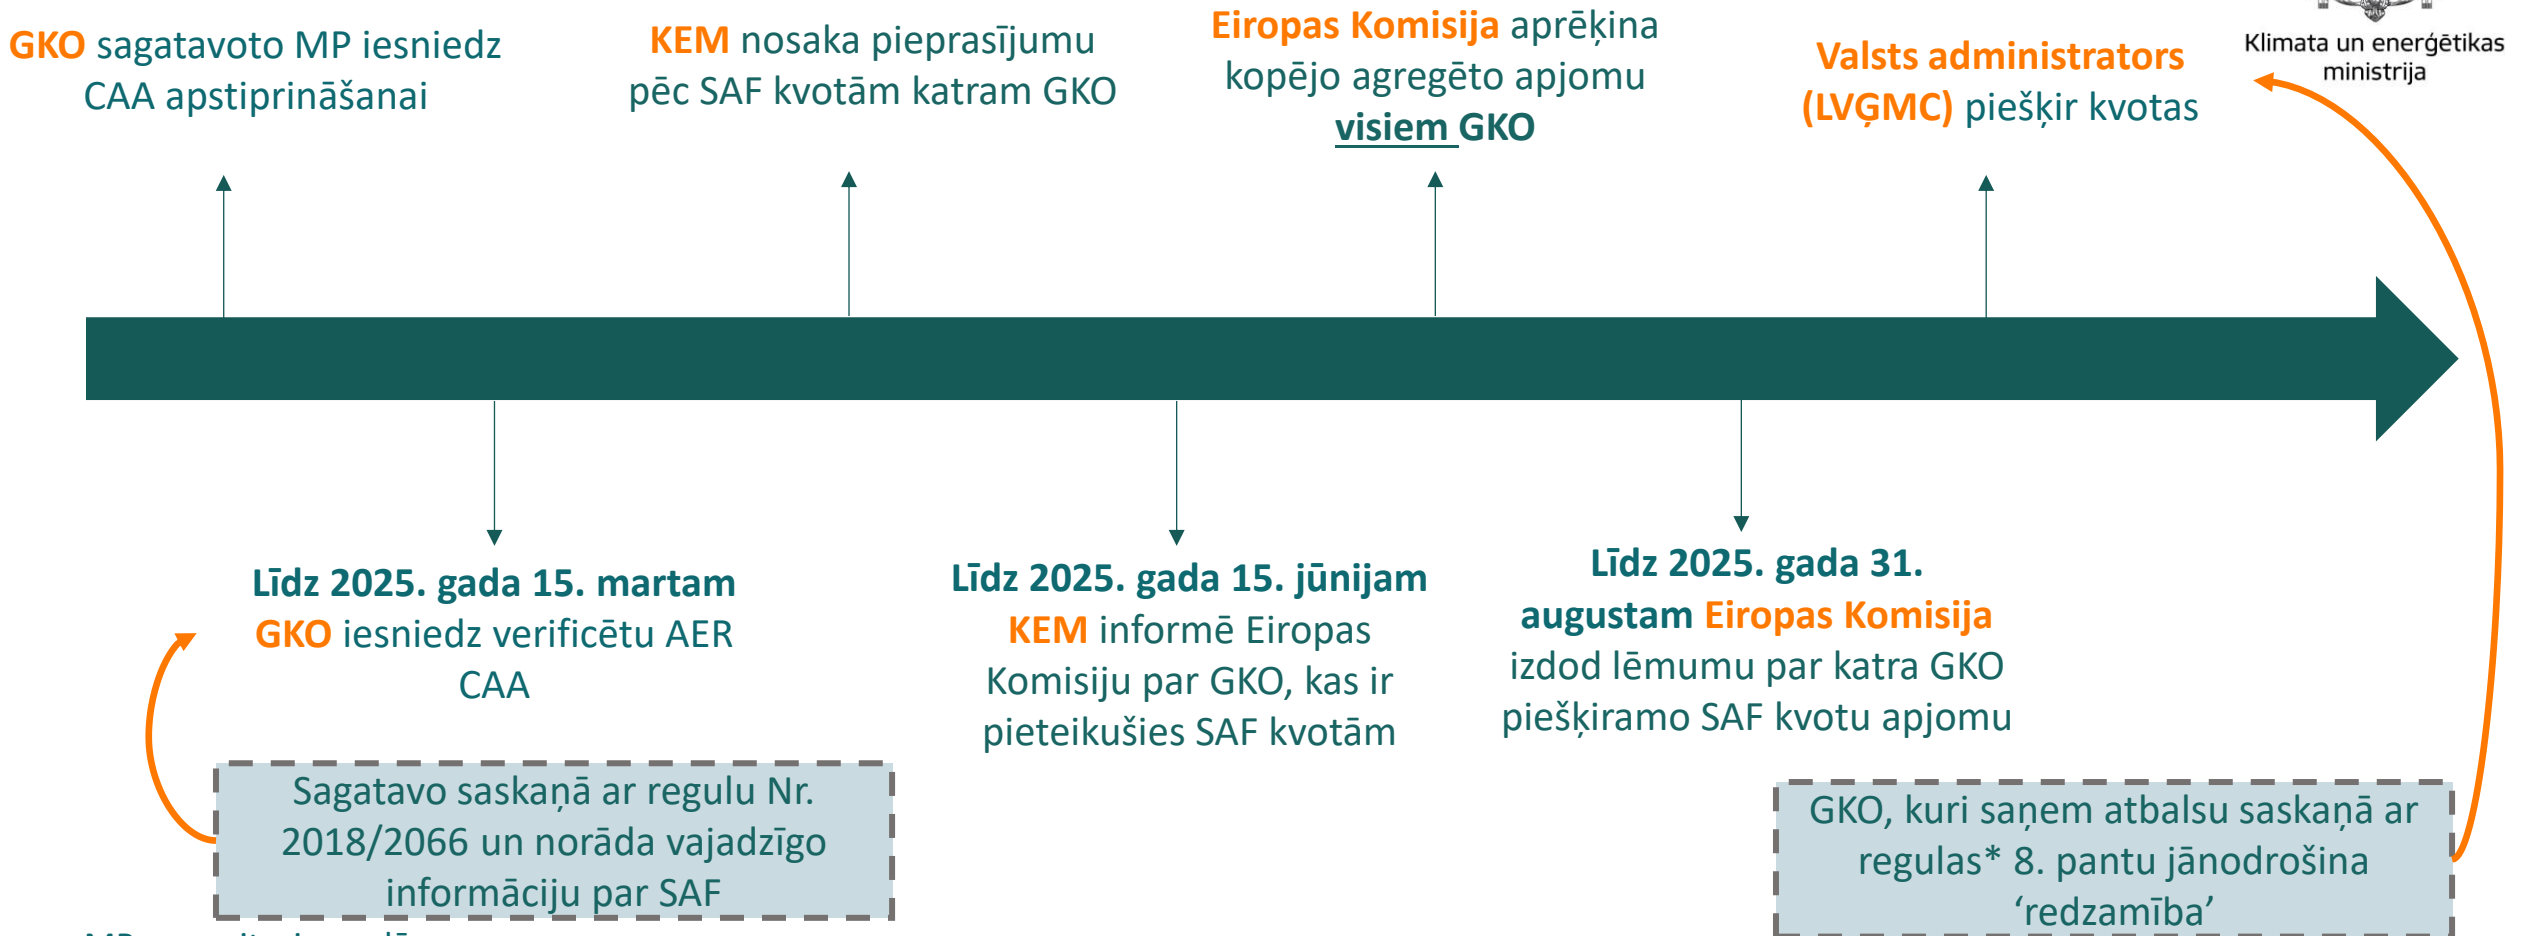 GKO sagatavoto MP iesniedz
CAA apstiprināšanai
KEM nosaka pieprasījumu
pēc SAF kvotām katram GKO
Eiropas Komisija aprēķina
kopējo agregēto apjomu
visiem GKO
Valsts administrators
(LVĢMC) piešķir kvotas
Klimata un enerģētikas
ministrija
Līdz 2025. gada 15. martam
GKO iesniedz verificētu AER
CAA
Līdz 2025. gada 15. jūnijam
KEM informē Eiropas
Komisiju par GKO, kas ir
pieteikušies SAF kvotām
Līdz 2025. gada 31.
augustam Eiropas Komisija
izdod lēmumu par katra GKO
piešķiramo SAF kvotu apjomu
Sagatavo saskaņā ar regulu Nr.
2018/2066 un norāda vajadzīgo
informāciju par SAF
GKO, kuri saņem atbalsu saskaņā ar
regulas* 8. pantu jānodrošina
‘redzamība’